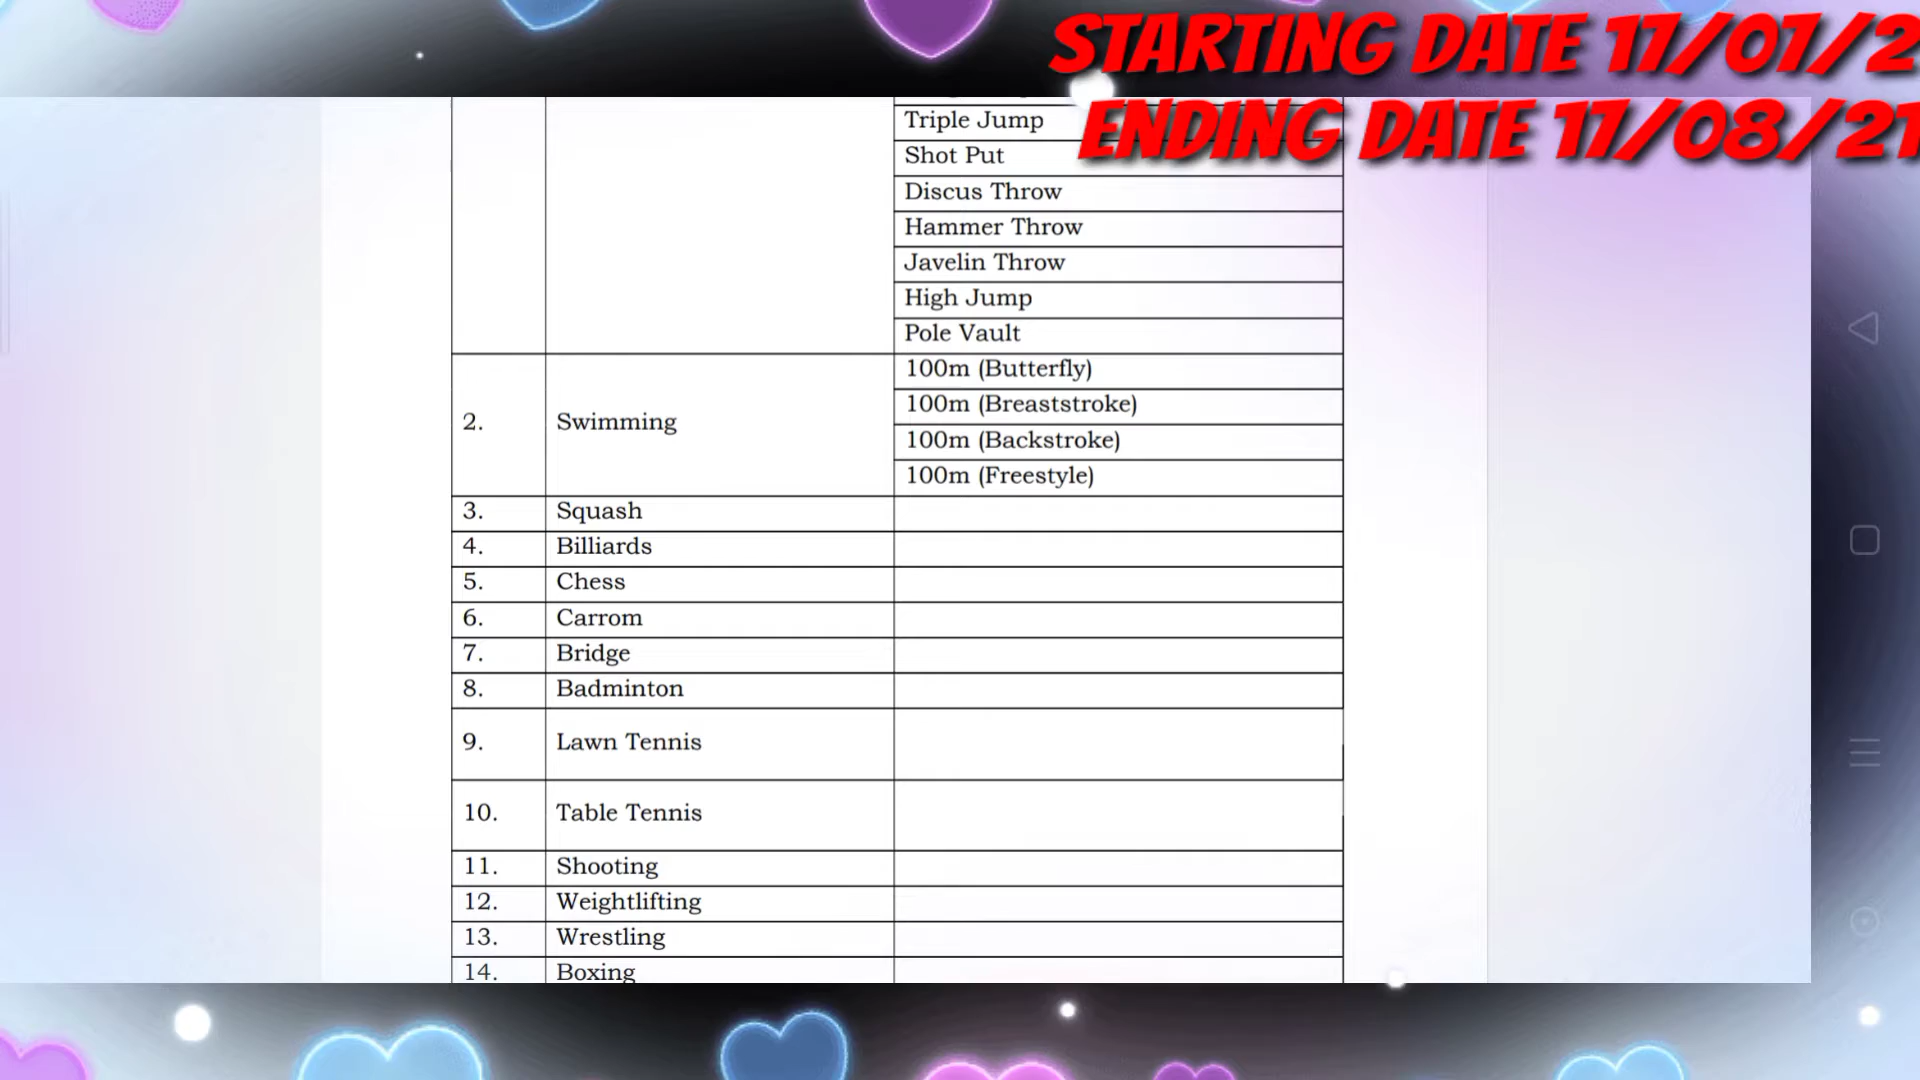 STARTING DATE 17/07/2
ENDING DATE 17/08/21
Triple Jump
Shot Put
Discus Throw
Hammer Throw
Javelin Throw
High Jump
Pole Vault
2. Swimming
100m (Butterfly)
100m (Breaststroke)
100m (Backstroke)
100m (Freestyle)
3. Squash
4. Billiards
5. Chess
6. Carrom
7. Bridge
8. Badminton
9. Lawn Tennis
10. Table Tennis
11. Shooting
12. Weightlifting
13. Wrestling
14. Boxing